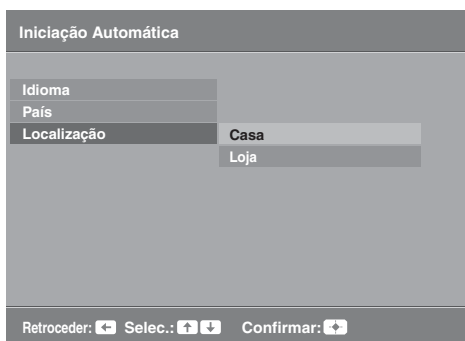 Iniciação Automática
Idioma
País
Localização Casa
Loja
Retroceder: Selec.: Confirmar: